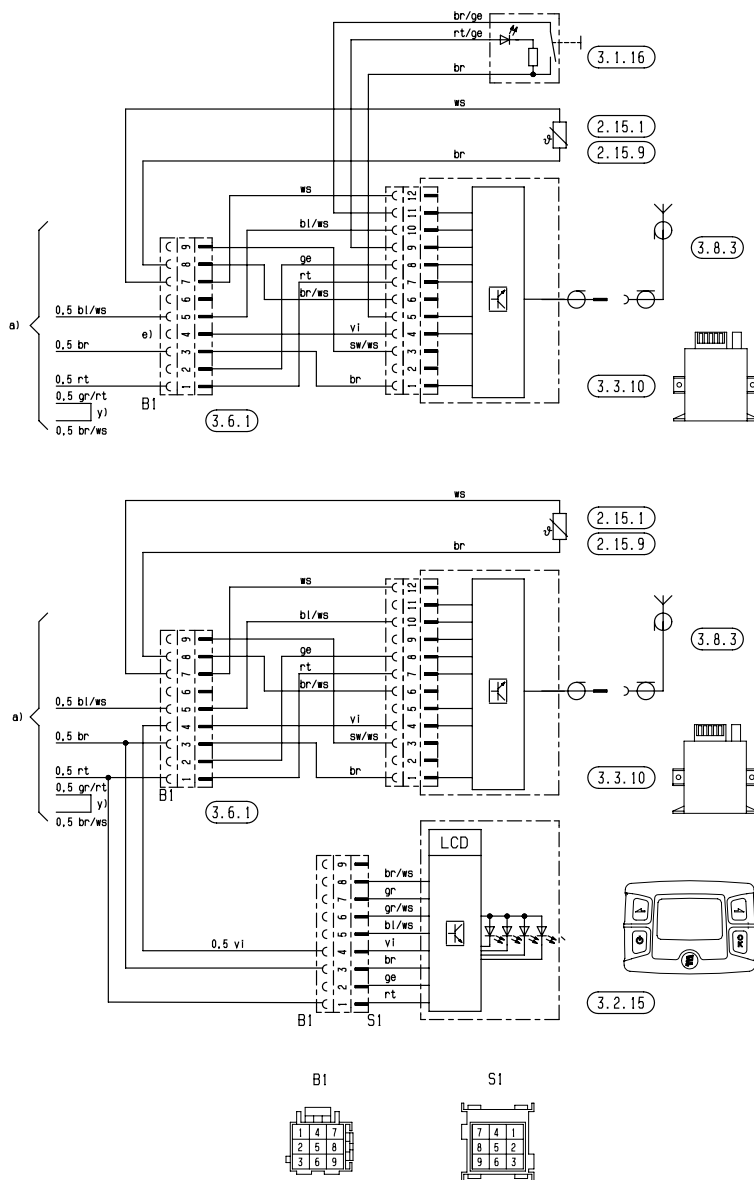 br/ge
rt/ge
3.1.16
br
ws
2.15.1
br
2.15.9
ws
12
11
bl/ws
10
3.8.3
9
9
8
ge
8
7
rt
7
6
br/ws
6
0.5 bl/ws
5
5
a)
e)
4
vi
4
0.5 br
3
sw/ws
3
2
2
3.3.10
0.5 rt
1
br
1
0.5 gr/rt
y)
B1
3.6.1
0.5 br/ws
ws
2.15.1
br
2.15.9
ws
12
11
bl/ws
10
3.8.3
9
9
8
ge
8
7
rt
7
6
br/ws
6
0.5 bl/ws
5
5
a)
4
vi
4
0.5 br
3
sw/ws
3
2
2
3.3.10
0.5 rt
1
br
1
0.5 gr/rt
y)
B1
3.6.1
0.5 br/ws
LCD
9
8
br/ws
7
gr
6
gr/ws
5
bl/ws
0.5 vi
4
vi
3
br
OK
2
ge
1
rt
3.2.15
B1
S1
B1
S1
1 4 7
7 4 1
2 5 8
8 5 2
3 6 9
9 6 3